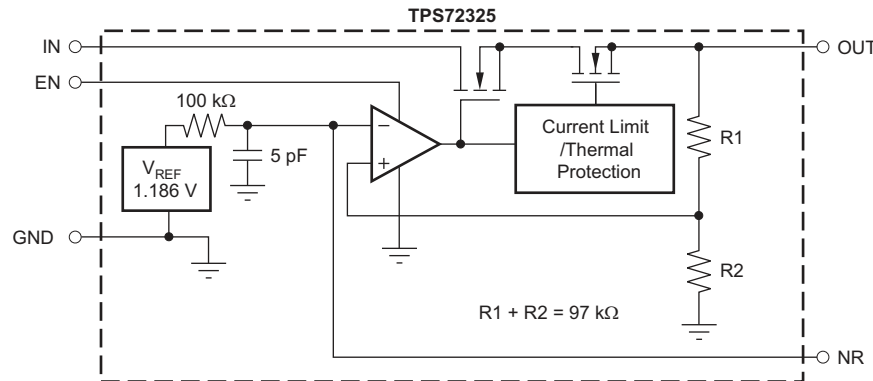 TPS72325
IN
OUT
EN
100 kΩ
5 pF
−
+
V_REF
1.186 V
Current Limit
/Thermal
Protection
R1
GND
R2
R1 + R2 = 97 kΩ
NR